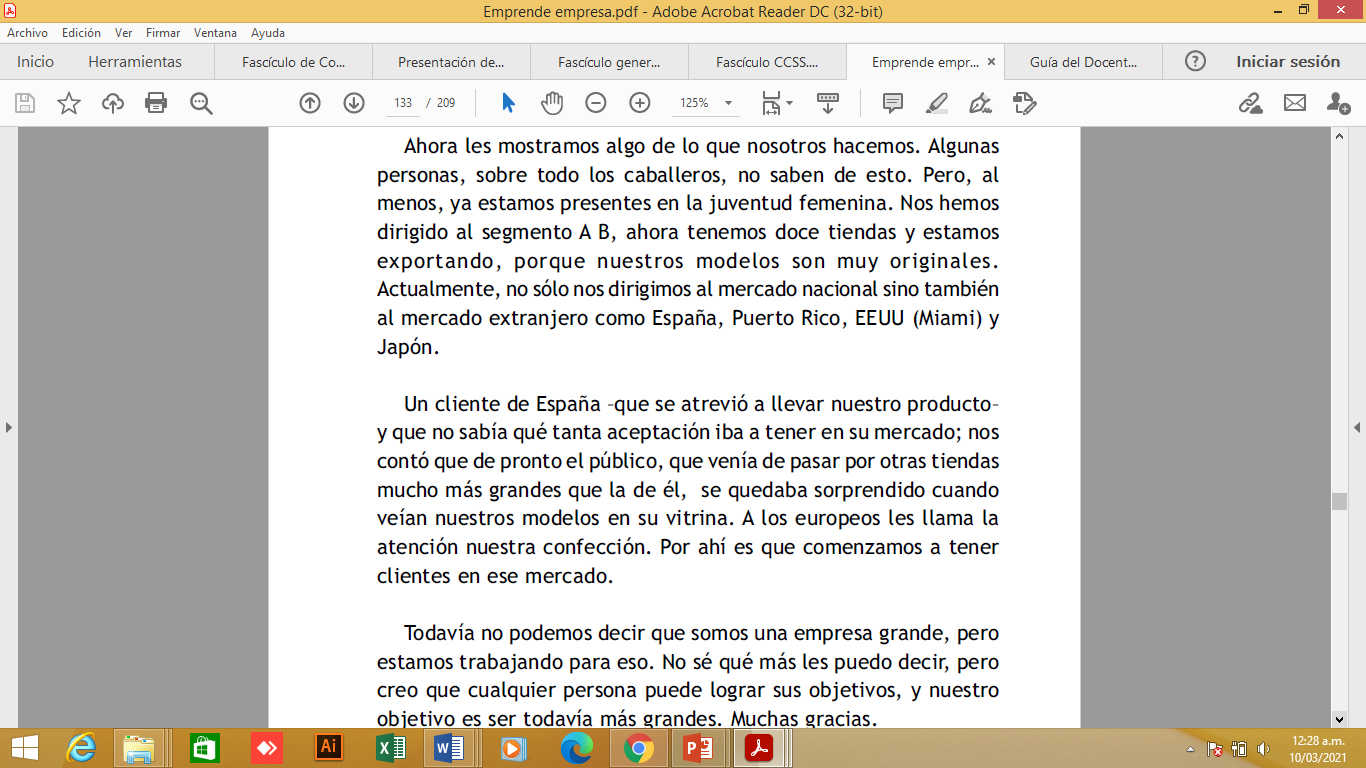 Emprende empresa.pdf - Adobe Acrobat Reader DC (32-bit)
Archivo Edición Ver Firmar Ventana Ayuda
Inicio Herramientas Fascículo de Co... Presentación de... Fascículo gener... Fascículo CCSS.... Emprende empr... Guía del Docent... Iniciar sesión
133 / 209 125%
Ahora les mostramos algo de lo que nosotros hacemos. Algunas
personas, sobre todo los caballeros, no saben de esto. Pero, al
menos, ya estamos presentes en la juventud femenina. Nos hemos
dirigido al segmento A B, ahora tenemos doce tiendas y estamos
exportando, porque nuestros modelos son muy originales.
Actualmente, no sólo nos dirigimos al mercado nacional sino también
al mercado extranjero como España, Puerto Rico, EEUU (Miami) y
Japón.
Un cliente de España –que se atrevió a llevar nuestro producto–
y que no sabía qué tanta aceptación iba a tener en su mercado; nos
contó que de pronto el público, que venía de pasar por otras tiendas
mucho más grandes que la de él, se quedaba sorprendido cuando
veían nuestros modelos en su vitrina. A los europeos les llama la
atención nuestra confección. Por ahí es que comenzamos a tener
clientes en ese mercado.
Todavía no podemos decir que somos una empresa grande, pero
estamos trabajando para eso. No sé qué más les puedo decir, pero
creo que cualquier persona puede lograr sus objetivos, y nuestro
objetivo es ser todavía más grandes. Muchas gracias.
12:28 a.m.
10/03/2021